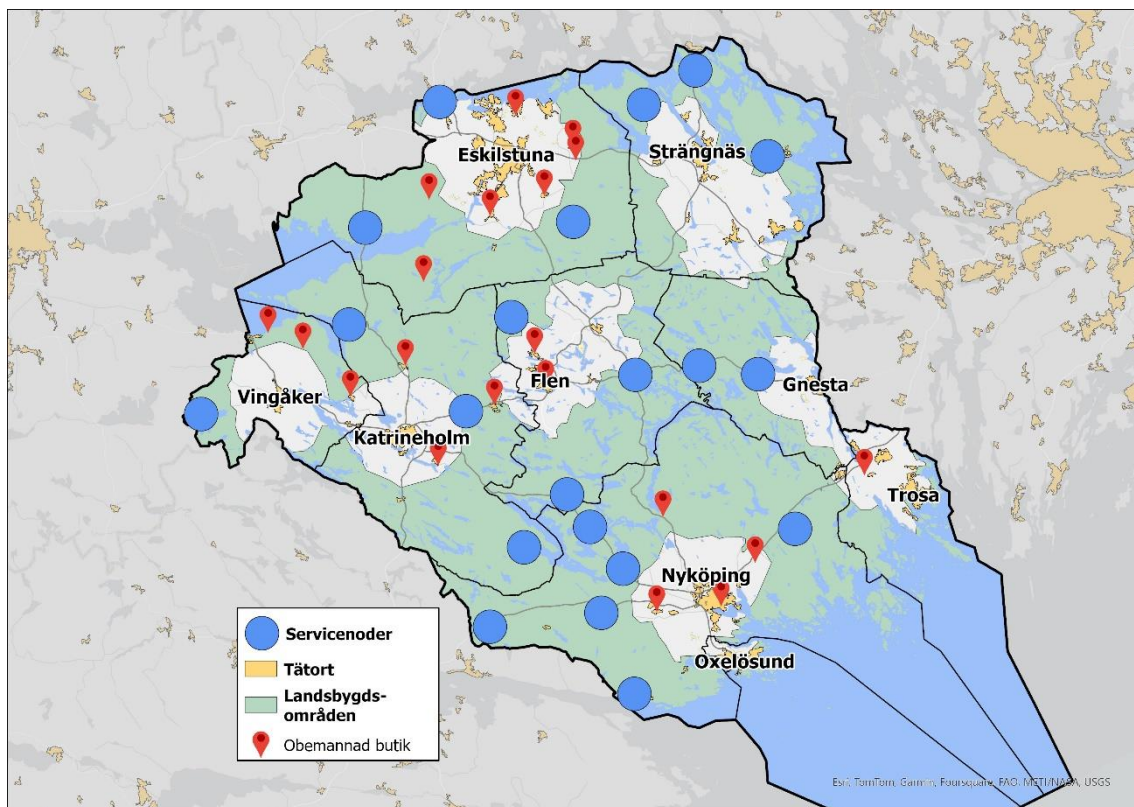 Eskilstuna
Strängnäs
Flen
Gnesta
Vingåker
Katrineholm
Trosa
Nyköping
Oxelösund
Servicenoder
Tätort
Landsbygds-
områden
Obemannad butik
Esri, TomTom, Garmin, Foursquare, FAO, METI/NASA, USGS